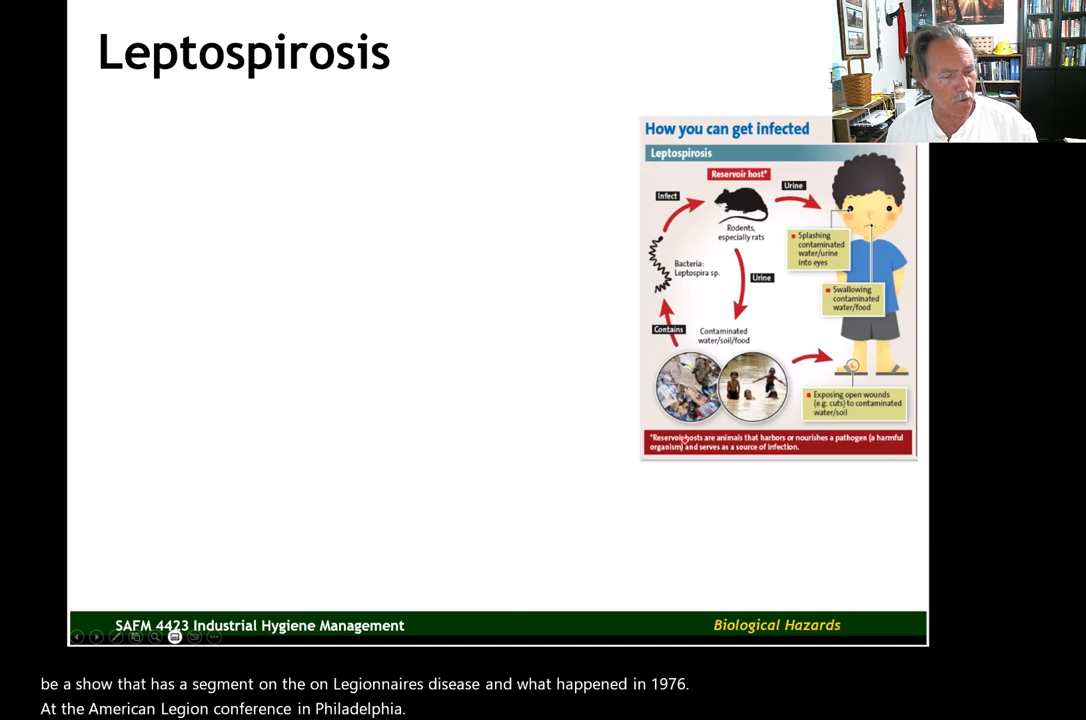 Leptospirosis
How you can get infected
Leptospirosis
Reservoir host*
Infect
Urine
Rodents,
especially rats
Splashing
contaminated
water/urine
into eyes
Bacteria:
Leptospira sp.
Urine
Swallowing
contaminated
water/food
Contains
Contaminated
water/soil/food
Exposing open wounds
(e.g. cuts) to contaminated
water/soil
*Reservoir hosts are animals that harbors or nourishes a pathogen (a harmful
organism) and serves as a source of infection.
SAFM 4423 Industrial Hygiene Management
Biological Hazards
be a show that has a segment on the on Legionnaires disease and what happened in 1976.
At the American Legion conference in Philadelphia.